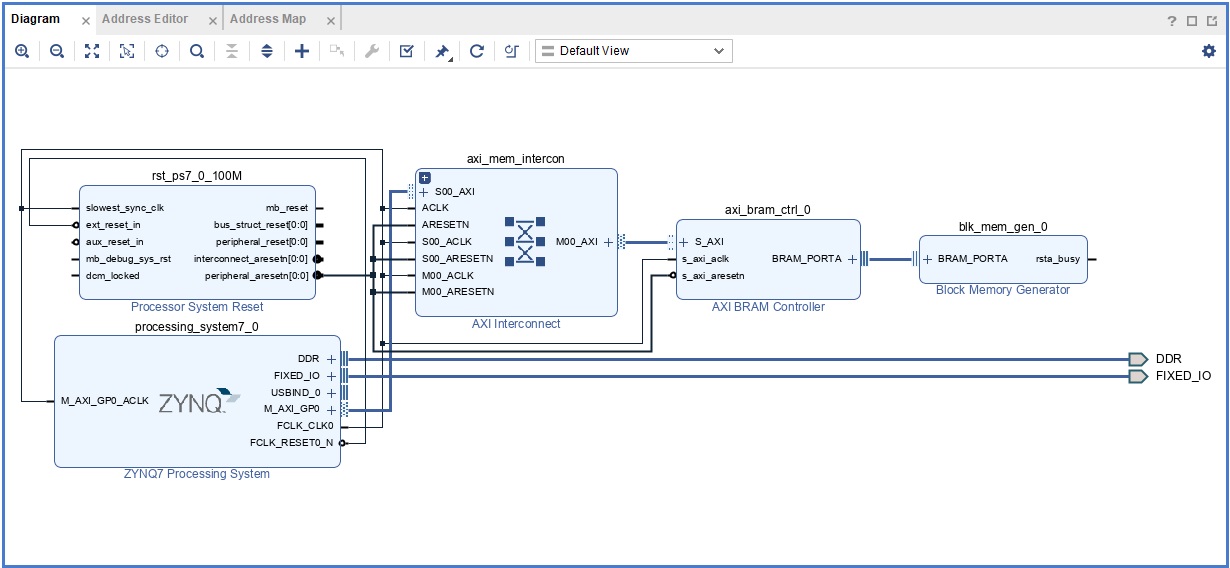 Diagram × Address Editor × Address Map ×
?
Default View
rst_ps7_0_100M
slowest_sync_clk
ext_reset_in
aux_reset_in
mb_debug_sys_rst
dcm_locked
mb_reset
bus_struct_reset[0:0]
peripheral_reset[0:0]
interconnect_aresetn[0:0]
peripheral_aresetn[0:0]
Processor System Reset
axi_mem_intercon
S00_AXI
ACLK
ARESETN
S00_ACLK
S00_ARESETN
M00_ACLK
M00_ARESETN
M00_AXI
AXI Interconnect
axi_bram_ctrl_0
S_AXI
s_axi_aclk
s_axi_aresetn
BRAM_PORTA
AXI BRAM Controller
blk_mem_gen_0
BRAM_PORTA
rsta_busy
Block Memory Generator
processing_system7_0
M_AXI_GP0_ACLK
ZYNQ
DDR
FIXED_IO
USBIND_0
M_AXI_GP0
FCLK_CLK0
FCLK_RESET0_N
ZYNQ7 Processing System
DDR
FIXED_IO